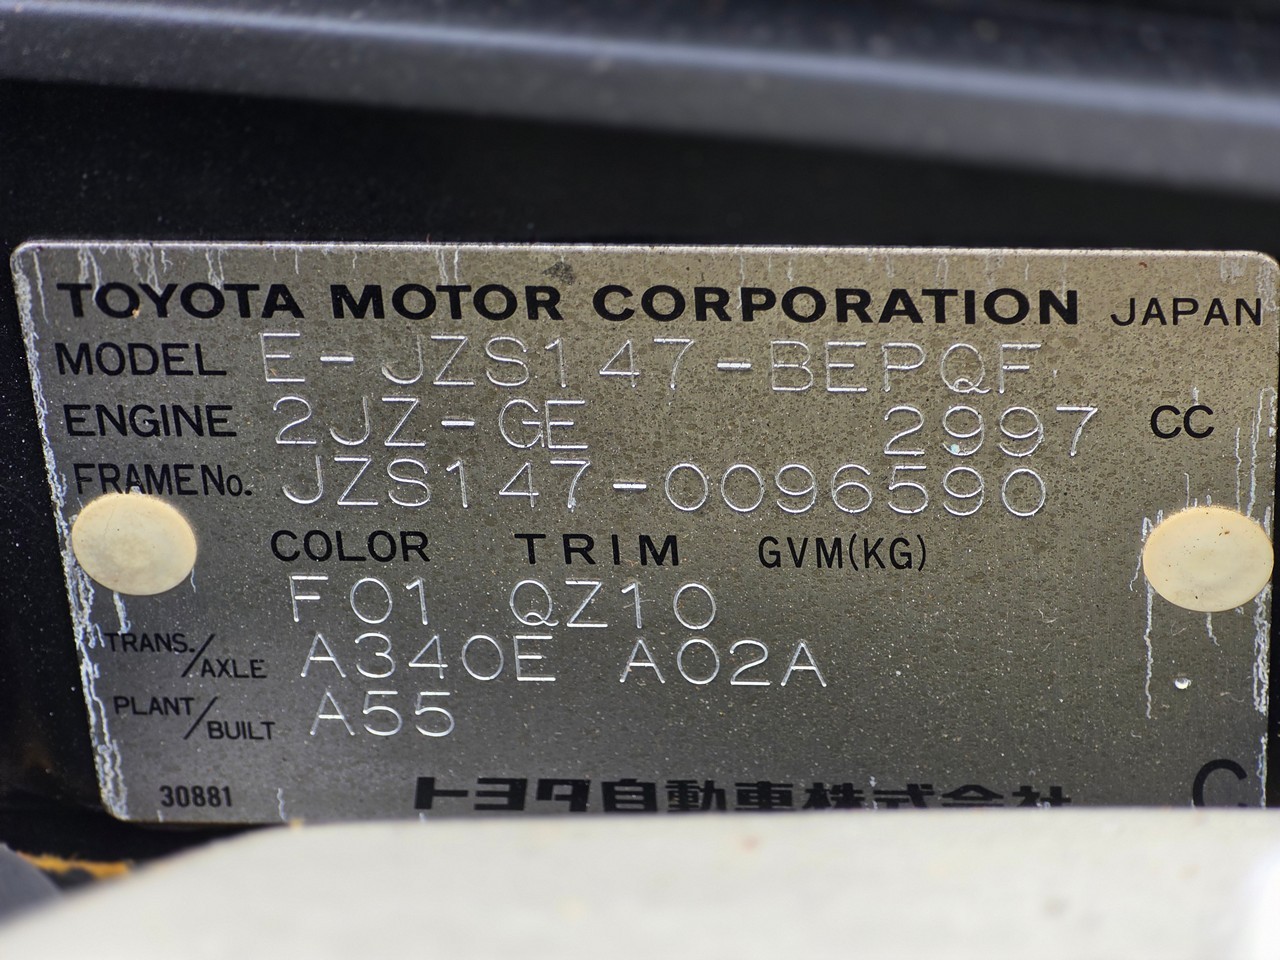 TOYOTA MOTOR CORPORATION JAPAN
MODEL E-JZS147-BEPQF
ENGINE 2JZ-GE 2997 CC
FRAME No. JZS147-0096590
COLOR TRIM GVM(KG)
F01 QZ10
TRANS./AXLE A340E A02A
PLANT/BUILT A55
30881 トヨタ自動車株式会社 C